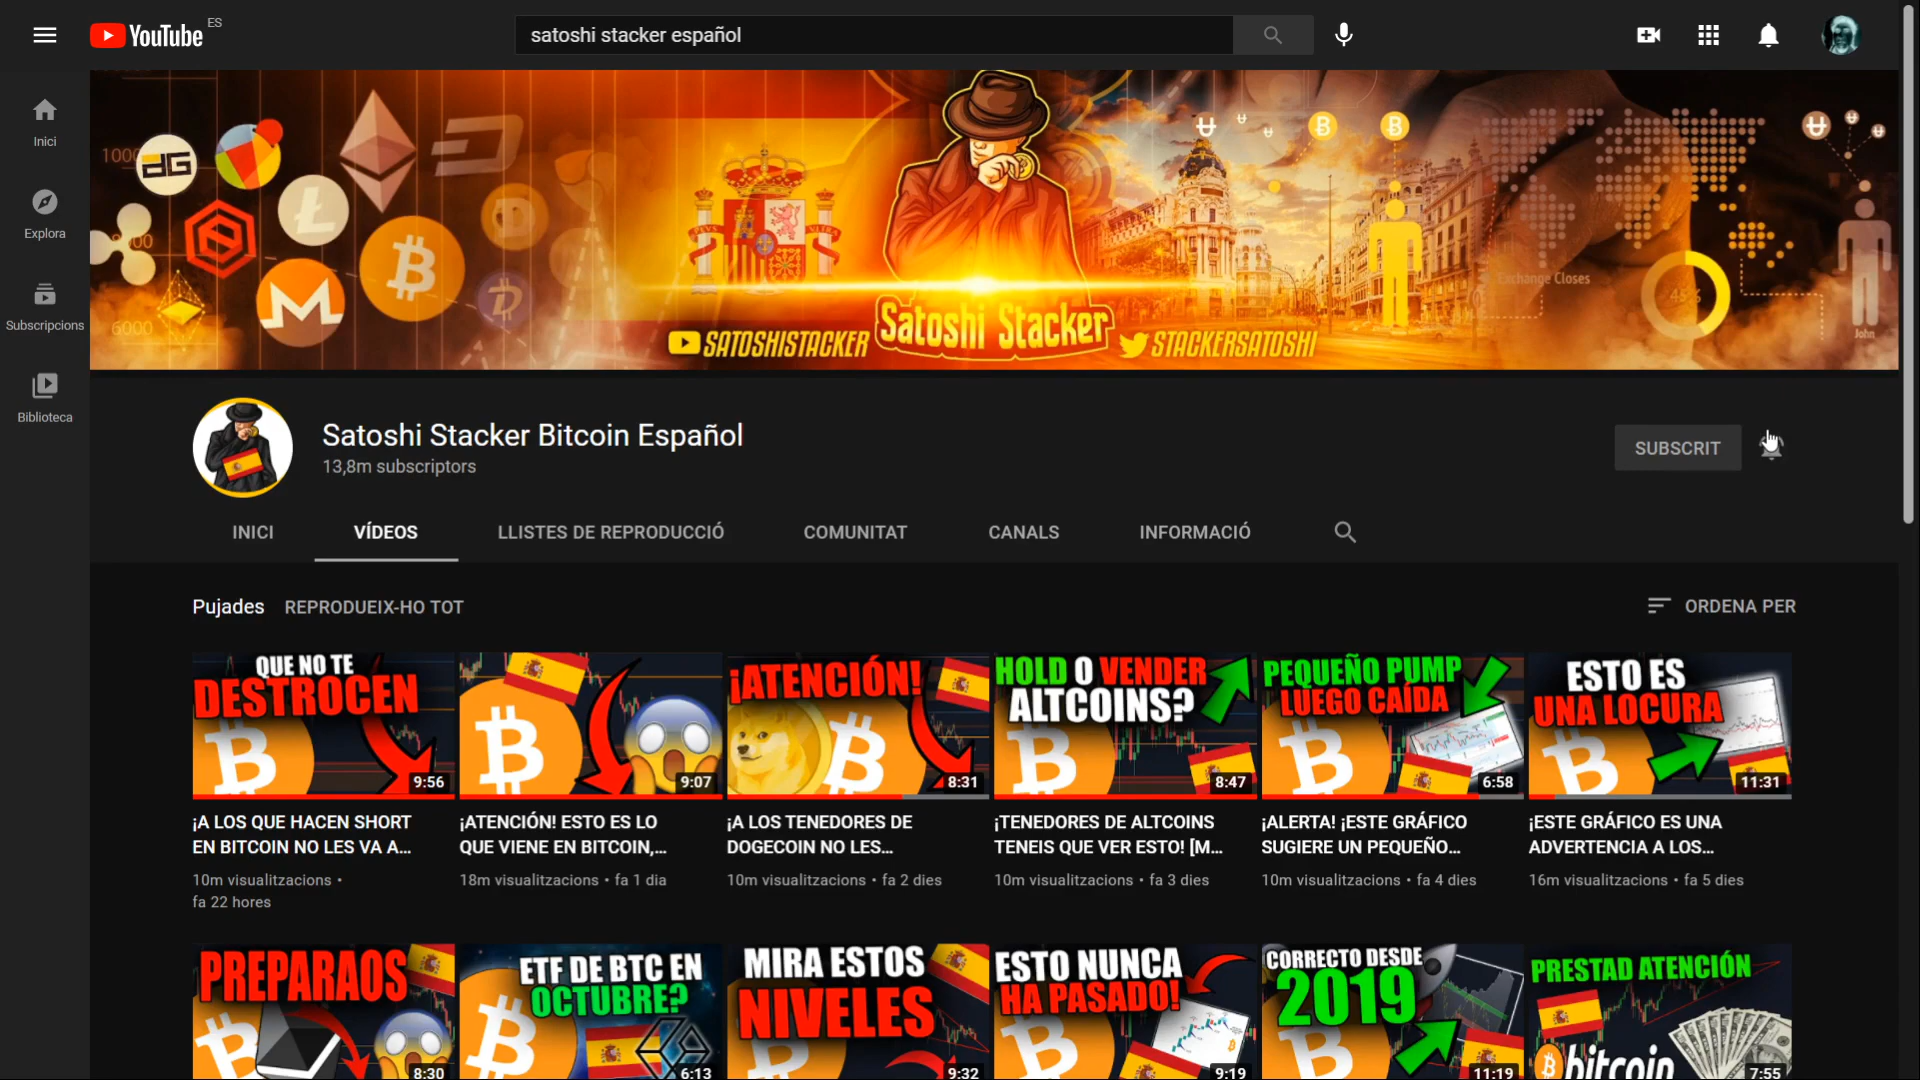 YouTube ES
satoshi stacker español
Inici
Explora
Subscripcions
Biblioteca
6000
Exchange Closes
45%
John
SATOSHISTACKER
Satoshi Stacker
STACKERSATOSHI
Satoshi Stacker Bitcoin Español
13,8m subscriptors
SUBSCRIT
INICI
VÍDEOS
LLISTES DE REPRODUCCIÓ
COMUNITAT
CANALS
INFORMACIÓ
Pujades
REPRODUEIX-HO TOT
ORDENA PER
QUE NO TE
DESTROCEN
9:56
9:07
¡ATENCIÓN!
8:31
HOLD O VENDER
ALTCOINS?
8:47
PEQUEÑO PUMP
LUEGO CAÍDA
6:58
ESTO ES
UNA LOCURA
11:31
¡A LOS QUE HACEN SHORT
EN BITCOIN NO LES VA A...
10m visualitzacions •
fa 22 hores
¡ATENCIÓN! ESTO ES LO
QUE VIENE EN BITCOIN,...
18m visualitzacions • fa 1 dia
¡A LOS TENEDORES DE
DOGECOIN NO LES...
10m visualitzacions • fa 2 dies
¡TENEDORES DE ALTCOINS
TENEIS QUE VER ESTO! [M...
10m visualitzacions • fa 3 dies
¡ALERTA! ¡ESTE GRÁFICO
SUGIERE UN PEQUEÑO...
10m visualitzacions • fa 4 dies
¡ESTE GRÁFICO ES UNA
ADVERTENCIA A LOS...
16m visualitzacions • fa 5 dies
PREPARAOS
8:30
ETF DE BTC EN
OCTUBRE?
6:13
MIRA ESTOS
NIVELES
9:32
ESTO NUNCA
HA PASADO!
9:19
CORRECTO DESDE
2019
11:19
PRESTAD ATENCIÓN
bitcoin
7:55